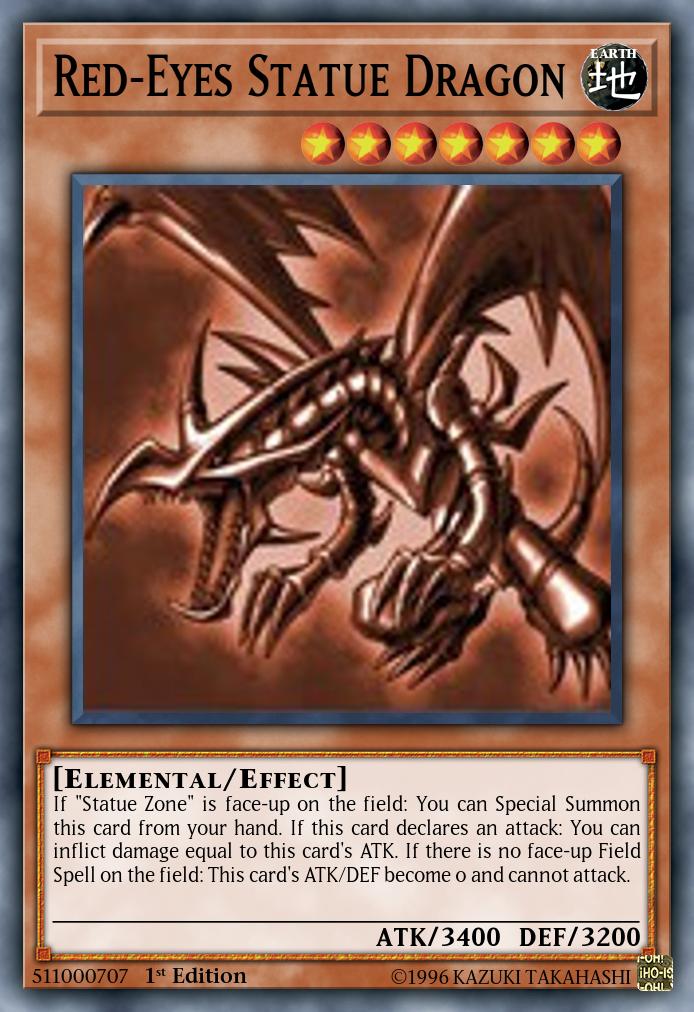 Red-Eyes Statue Dragon
EARTH
地
[Elemental/Effect]
If "Statue Zone" is face-up on the field: You can Special Summon
this card from your hand. If this card declares an attack: You can
inflict damage equal to this card's ATK. If there is no face-up Field
Spell on the field: This card's ATK/DEF become 0 and cannot attack.
ATK/3400 DEF/3200
511000707 1st Edition ©1996 KAZUKI TAKAHASHI